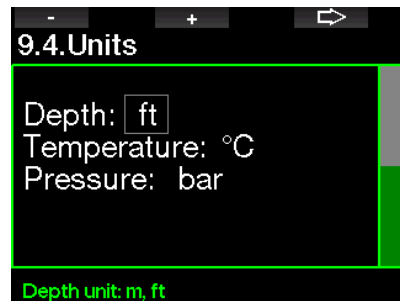 - +
9.4.Units
Depth: ft
Temperature: °C
Pressure: bar
Depth unit: m, ft